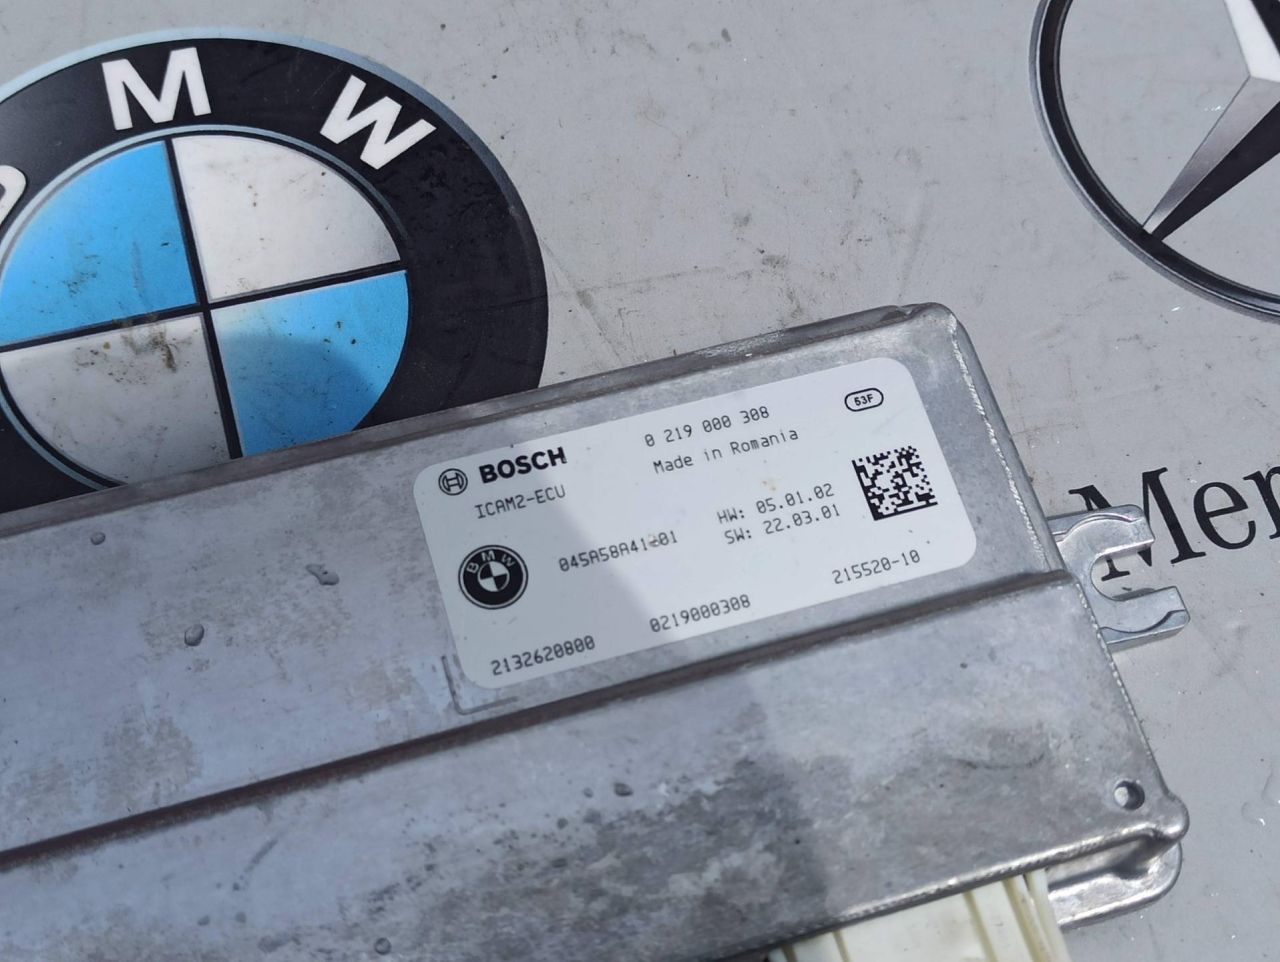 M W
BOSCH
0 219 000 308
53F
ICAM2-ECU
Made in Romania
BMW
045A58A41201
HW: 05.01.02
SW: 22.03.01
2132620800
0219000308
215520-10
Mer